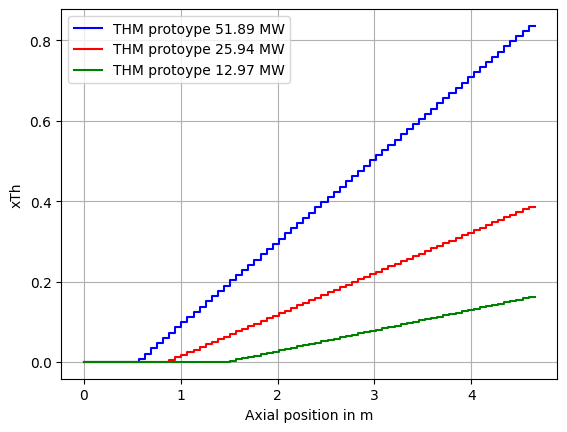 THM protoype 51.89 MW
THM protoype 25.94 MW
THM protoype 12.97 MW
0.8
0.6
0.4
0.2
0.0
xTh
0 1 2 3 4
Axial position in m